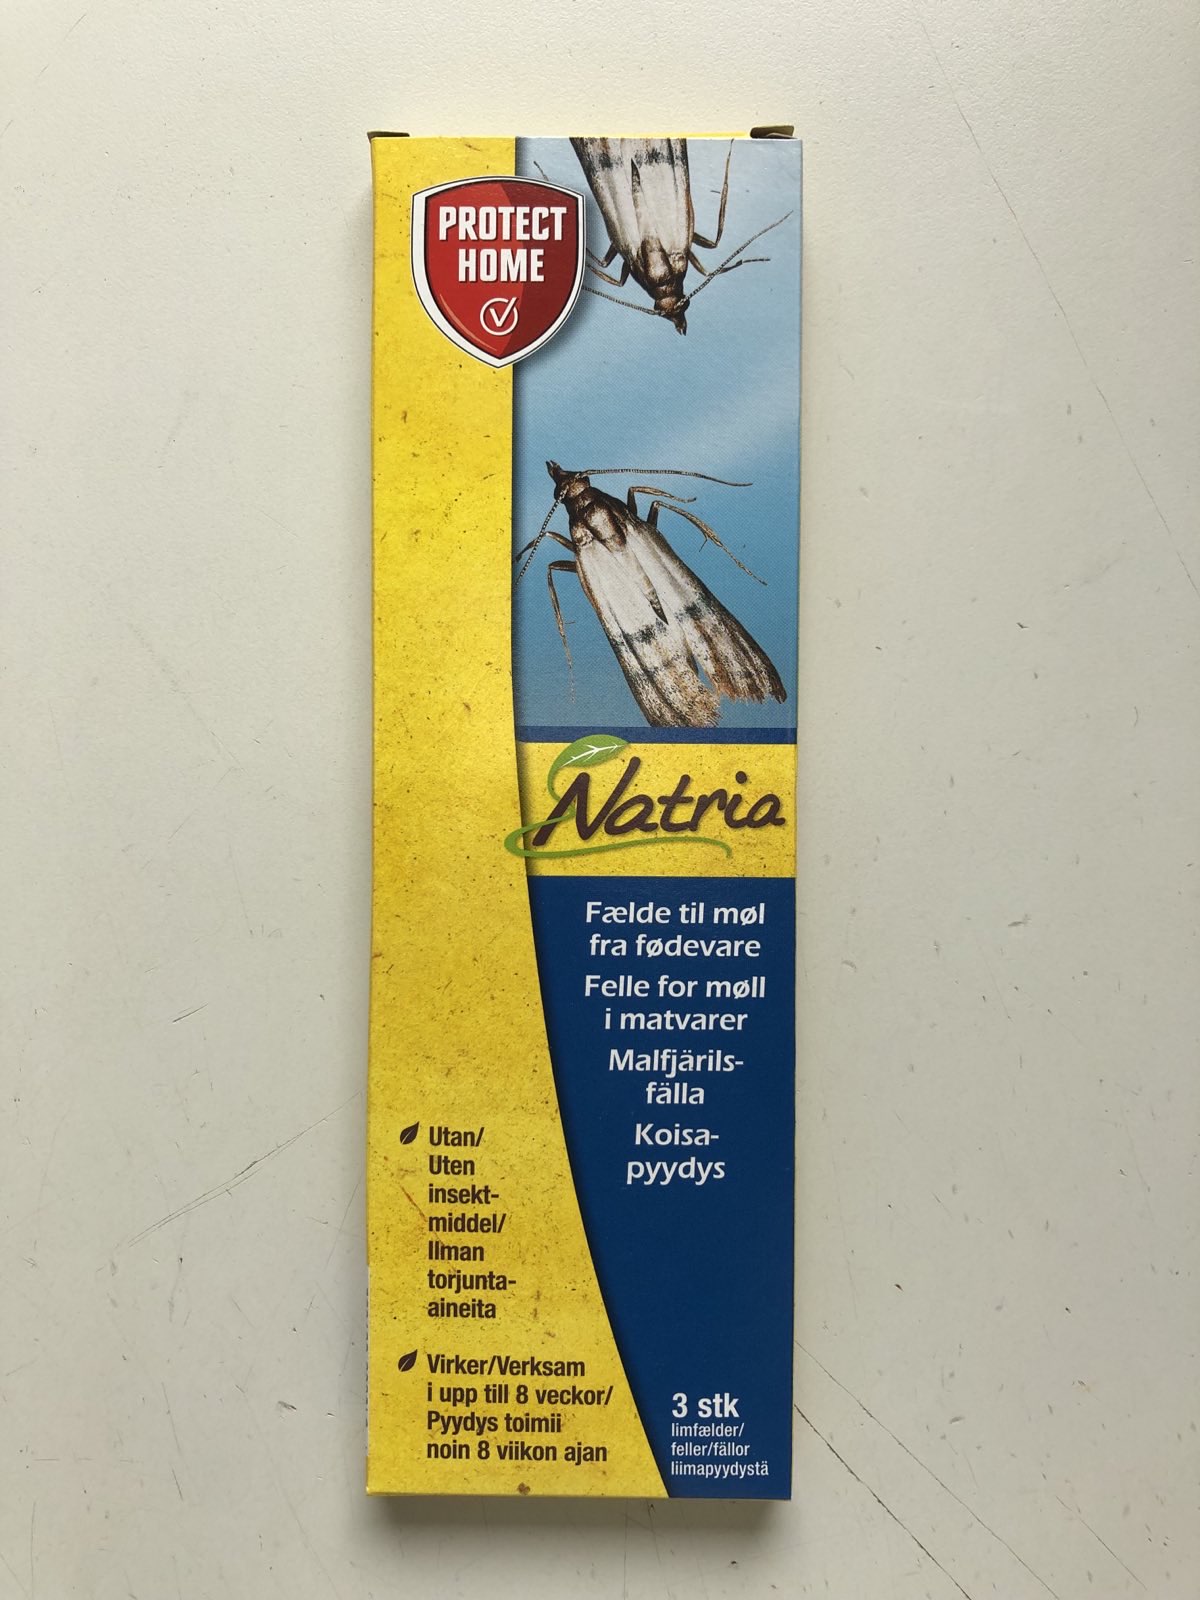 PROTECT
HOME
Natria
Fælde til møl
fra fødevare
Felle for møll
i matvarer
Malfjärils-
fälla
Koisa-
pyydys
Utan/
Uten
insekt-
middel/
Ilman
torjunta-
aineita
Virker/Verksam
i upp till 8 veckor/
Pyydys toimii
noin 8 viikon ajan
3 stk
limfælder/
feller/fällor
liimapyydystä